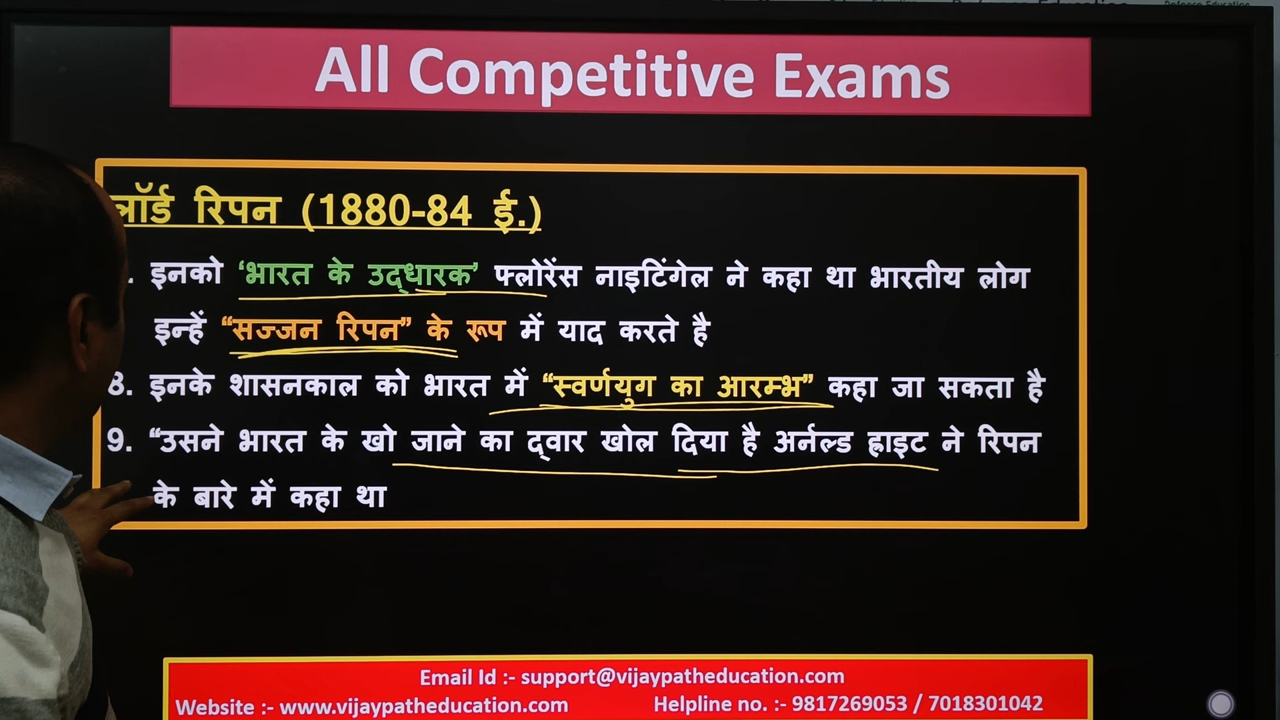 All Competitive Exams
लॉर्ड रिपन (1880-84 ई.)
. इनको ‘भारत के उद्धारक’ फ्लोरेंस नाइटिंगेल ने कहा था भारतीय लोग
इन्हें “सज्जन रिपन” के रूप में याद करते है
8. इनके शासनकाल को भारत में “स्वर्णयुग का आरम्भ” कहा जा सकता है
9. “उसने भारत के खो जाने का द्वार खोल दिया है अर्नल्ड ह्राइट ने रिपन
के बारे में कहा था
Email Id :- support@vijaypatheducation.com
Website :- www.vijaypatheducation.com Helpline no. :- 9817269053 / 7018301042